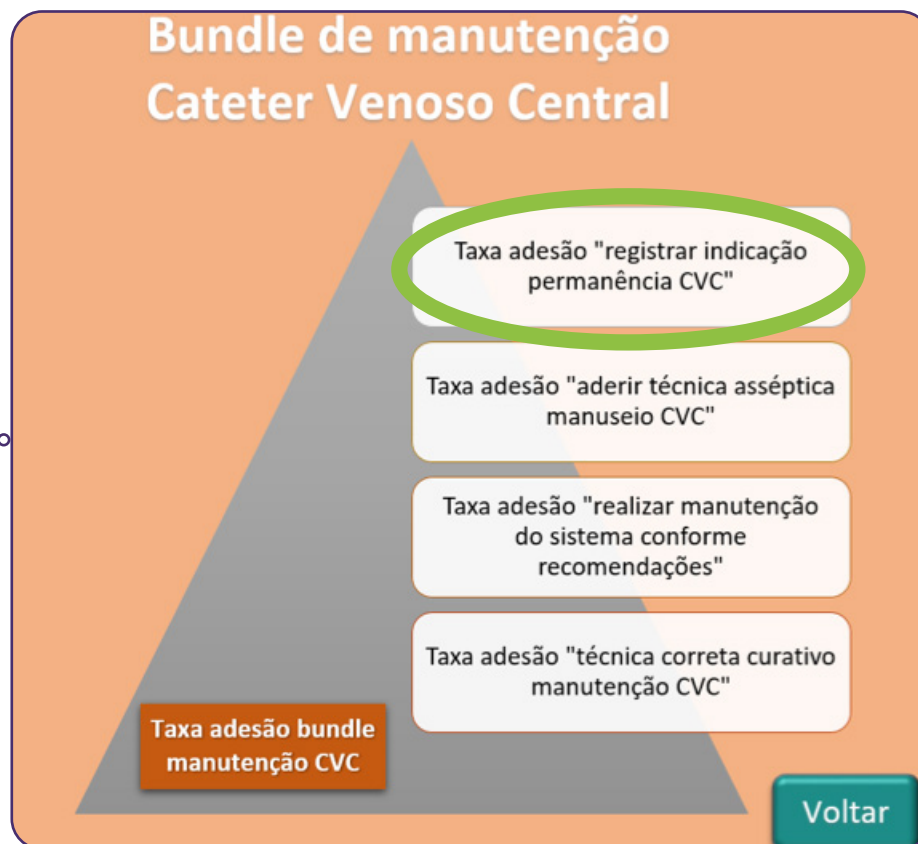 Bundle de manutenção
Cateter Venoso Central
Taxa adesão "registrar indicação
permanência CVC"
Taxa adesão "aderir técnica asséptica
manuseio CVC"
Taxa adesão "realizar manutenção
do sistema conforme
recomendações"
Taxa adesão "técnica correta curativo
manutenção CVC"
Taxa adesão bundle
manutenção CVC
Voltar